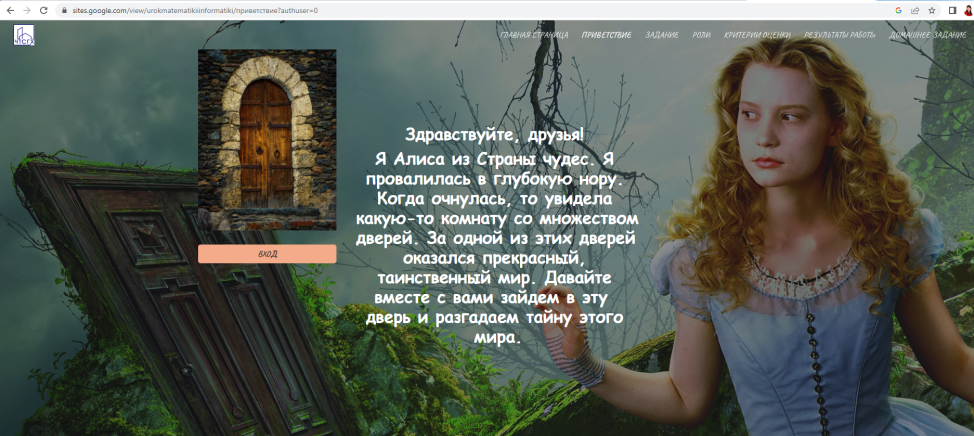 sites.google.com/view/urokmatematikiiinformatiki/приветствие?authuser=0
ГЛАВНАЯ СТРАНИЦА ПРИВЕТСТВИЕ ЗАДАНИЕ РОЛИ КРИТЕРИИ ОЦЕНКИ РЕЗУЛЬТАТЫ РАБОТЫ ДОМАШНЕЕ ЗАДАНИЕ
Здравствуйте, друзья!
Я Алиса из Страны чудес. Я
провалилась в глубокую нору.
Когда очнулась, то увидела
какую-то комнату со множеством
дверей. За одной из этих дверей
оказался прекрасный,
таинственный мир. Давайте
вместе с вами зайдем в эту
дверь и разгадаем тайну этого
мира.
ВХОД